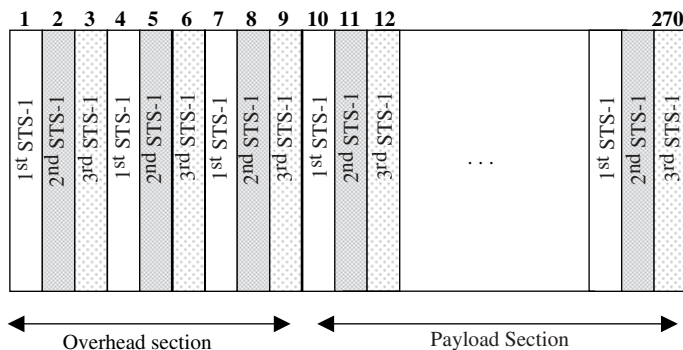 1 2 3 4 5 6 7 8 9 10 11 12 270
1st STS-1
2nd STS-1
3rd STS-1
1st STS-1
2nd STS-1
3rd STS-1
1st STS-1
2nd STS-1
3rd STS-1
1st STS-1
2nd STS-1
3rd STS-1
. . .
1st STS-1
2nd STS-1
3rd STS-1
Overhead section
Payload Section